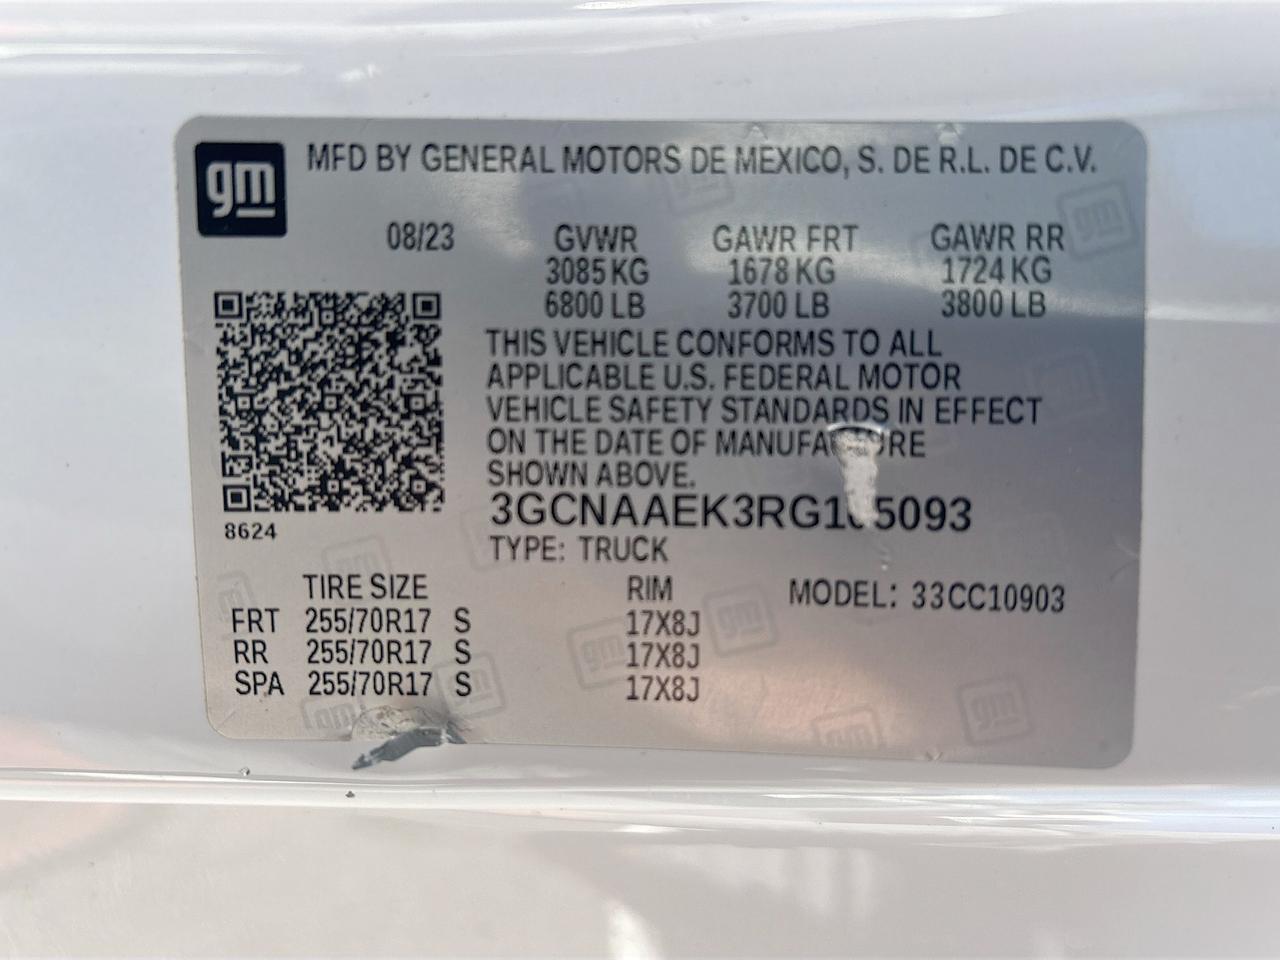 gm
MFD BY GENERAL MOTORS DE MEXICO, S. DE R.L. DE C.V.
08/23 GVWR GAWR FRT GAWR RR
3085 KG 1678 KG 1724 KG
6800 LB 3700 LB 3800 LB
THIS VEHICLE CONFORMS TO ALL
APPLICABLE U.S. FEDERAL MOTOR
VEHICLE SAFETY STANDARDS IN EFFECT
ON THE DATE OF MANUFACTURE
SHOWN ABOVE.
3GCNAAEK3RG105093
8624
TYPE: TRUCK
TIRE SIZE RIM MODEL: 33CC10903
FRT 255/70R17 S 17X8J
RR 255/70R17 S 17X8J
SPA 255/70R17 S 17X8J